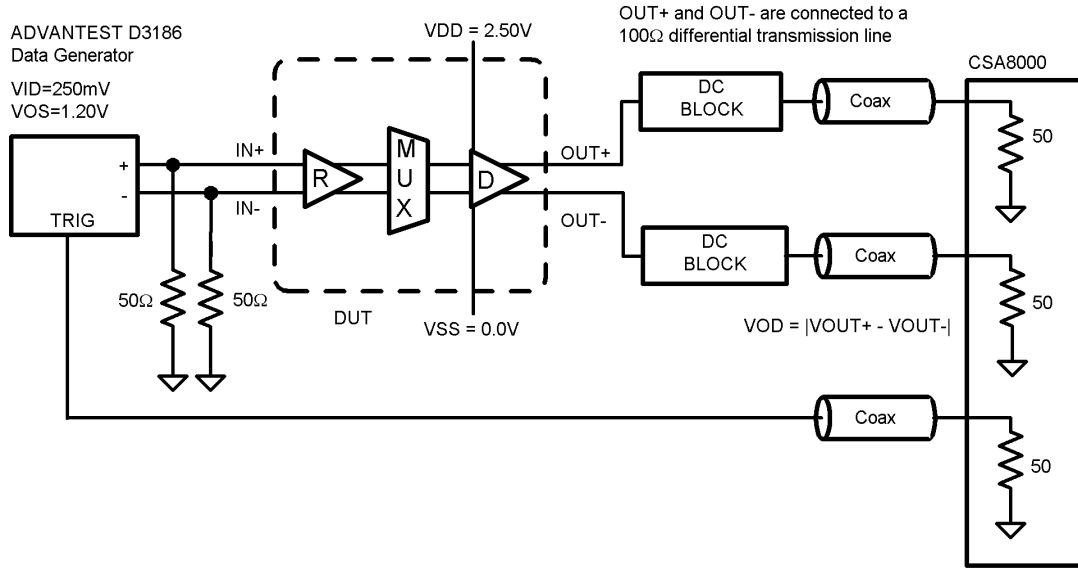 ADVANTEST D3186
Data Generator
VID=250mV
VOS=1.20V
VDD = 2.50V
OUT+ and OUT- are connected to a
100Ω differential transmission line
CSA8000
DC
BLOCK
Coax
50
+
-
TRIG
IN+
IN-
R
M
U
X
D
OUT+
OUT-
DC
BLOCK
Coax
50
50Ω
50Ω
DUT
VSS = 0.0V
VOD = |VOUT+ - VOUT-|
Coax
50